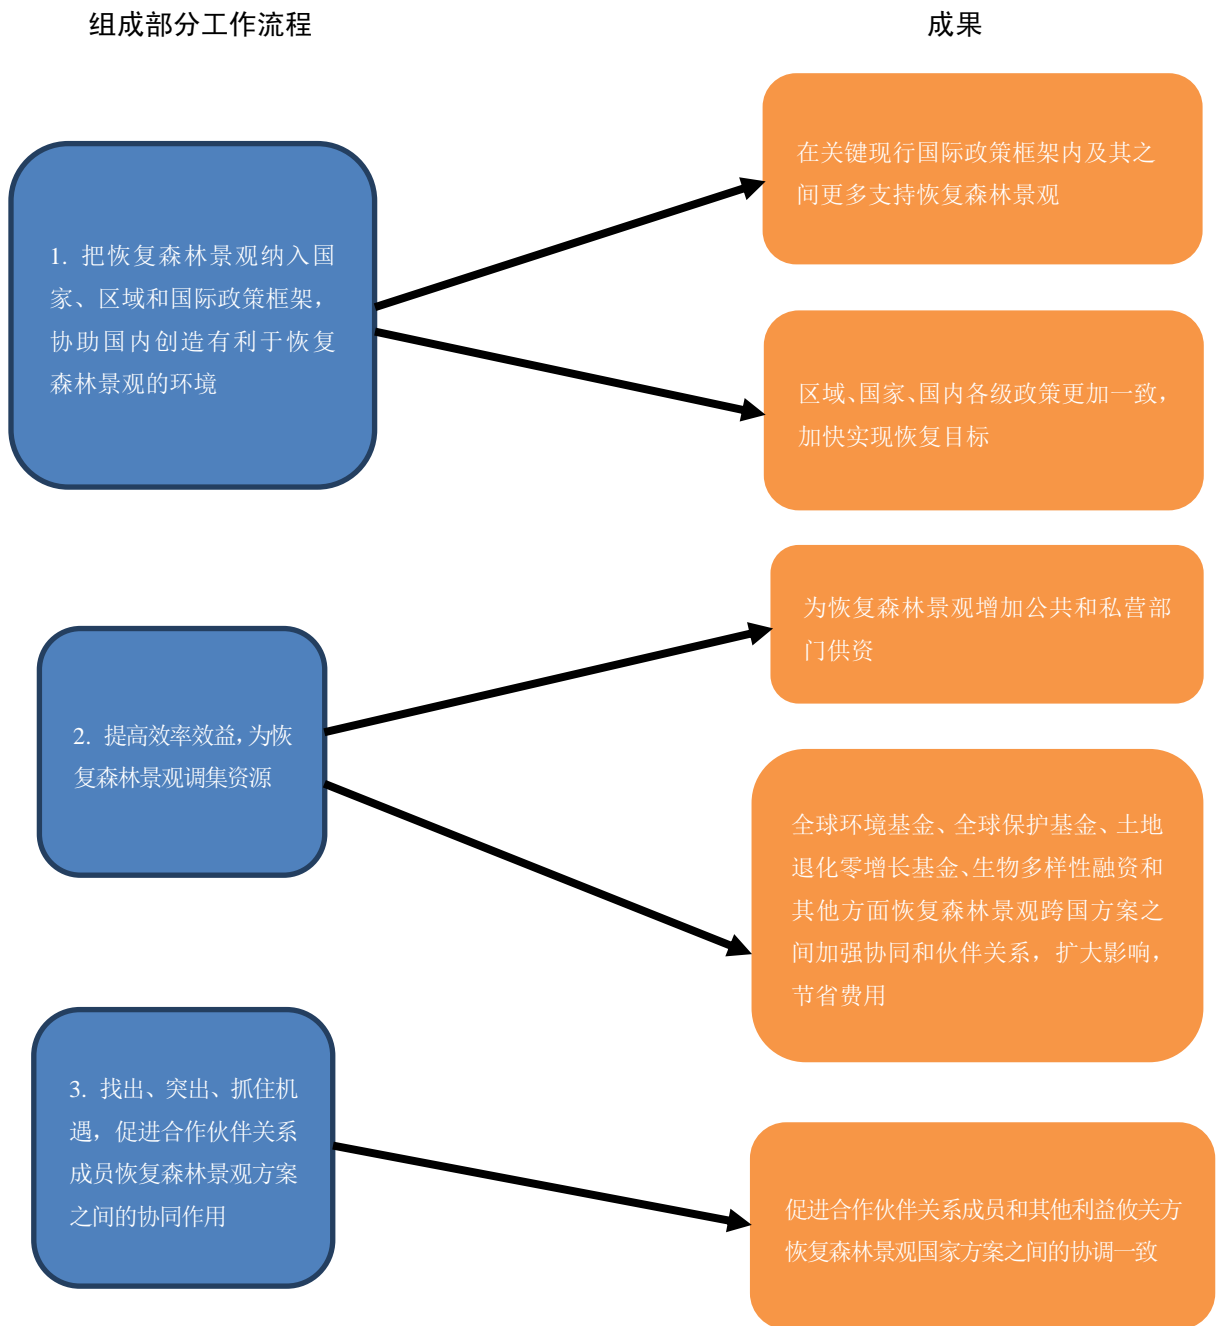 组成部分工作流程
成果
1. 把恢复森林景观纳入国
家、区域和国际政策框架，
协助国内创造有利于恢复
森林景观的环境
在关键现行国际政策框架内及其之
间更多支持恢复森林景观
区域、国家、国内各级政策更加一致，
加快实现恢复目标
2. 提高效率效益，为恢
复森林景观调集资源
为恢复森林景观增加公共和私营部
门供资
全球环境基金、全球保护基金、土地
退化零增长基金、生物多样性融资和
其他方面恢复森林景观跨国方案之
间加强协同和伙伴关系，扩大影响，
节省费用
3. 找出、突出、抓住机
遇，促进合作伙伴关系
成员恢复森林景观方案
之间的协同作用
促进合作伙伴关系成员和其他利益攸关方
恢复森林景观国家方案之间的协调一致